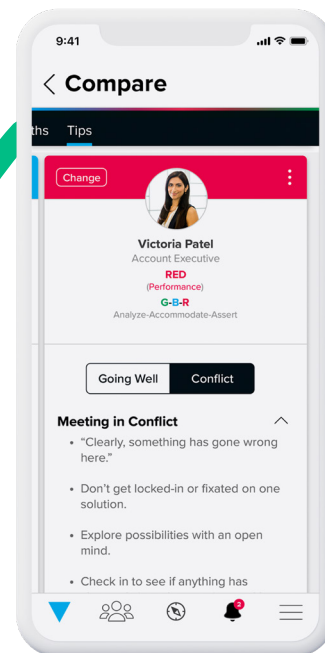 9:41
Compare
ths Tips
Change
Victoria Patel
Account Executive
RED
(Performance)
G-B-R
Analyze-Accommodate-Assert
Going Well Conflict
Meeting in Conflict
• “Clearly, something has gone wrong
here.”
• Don’t get locked-in or fixated on one
solution.
• Explore possibilities with an open
mind.
• Check in to see if anything has
2